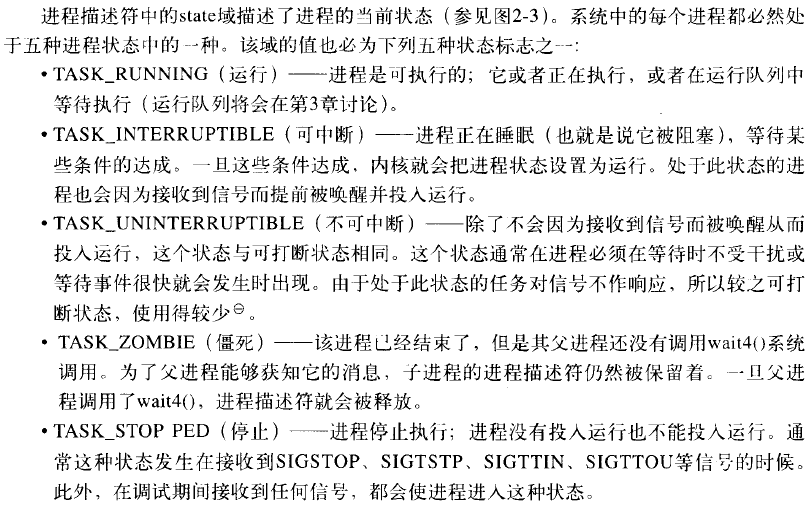 进程描述符中的state域描述了进程的当前状态（参见图2-3）。系统中的每个进程都必然处
于五种进程状态中的一种。该域的值也必为下列五种状态标志之一:
• TASK_RUNNING（运行）——进程是可执行的；它或者正在执行，或者在运行队列中
等待执行（运行队列将会在第3章讨论）。
• TASK_INTERRUPTIBLE（可中断）——进程正在睡眠（也就是说它被阻塞），等待某
些条件的达成。一旦这些条件达成，内核就会把进程状态设置为运行。处于此状态的进
程也会因为接收到信号而提前被唤醒并投入运行。
• TASK_UNINTERRUPTIBLE（不可中断）——除了不会因为接收到信号而被唤醒从而
投入运行，这个状态与可打断状态相同。这个状态通常在进程必须在等待时不受干扰或
等待事件很快就会发生时出现。由于处于此状态的任务对信号不作响应，所以较之可打
断状态，使用得较少㊀。
• TASK_ZOMBIE（僵死）——该进程已经结束了，但是其父进程还没有调用wait4()系统
调用。为了父进程能够获知它的消息，子进程的进程描述符仍然被保留着。一旦父进
程调用了wait4()，进程描述符就会被释放。
• TASK_STOP PED（停止）——进程停止执行；进程没有投入运行也不能投入运行。通
常这种状态发生在接收到SIGSTOP、SIGTSTP、SIGTTIN、SIGTTOU等信号的时候。
此外，在调试期间接收到任何信号，都会使进程进入这种状态。